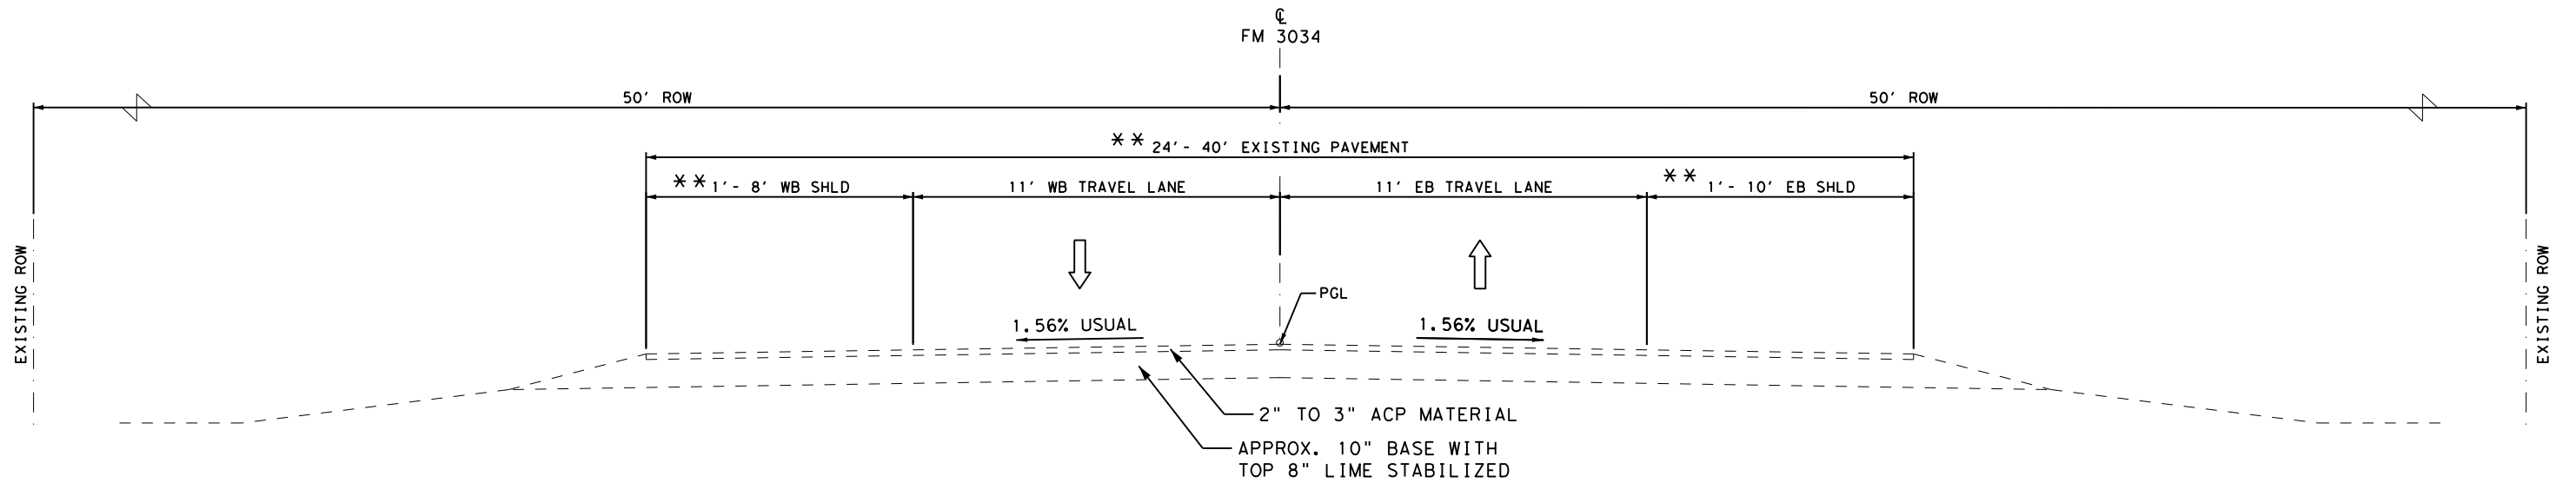 ℄
FM 3034
50' ROW
50' ROW
** 24'- 40' EXISTING PAVEMENT
** 1'- 8' WB SHLD
11' WB TRAVEL LANE
11' EB TRAVEL LANE
** 1'- 10' EB SHLD
EXISTING ROW
EXISTING ROW
PGL
1.56% USUAL
1.56% USUAL
2" TO 3" ACP MATERIAL
APPROX. 10" BASE WITH
TOP 8" LIME STABILIZED